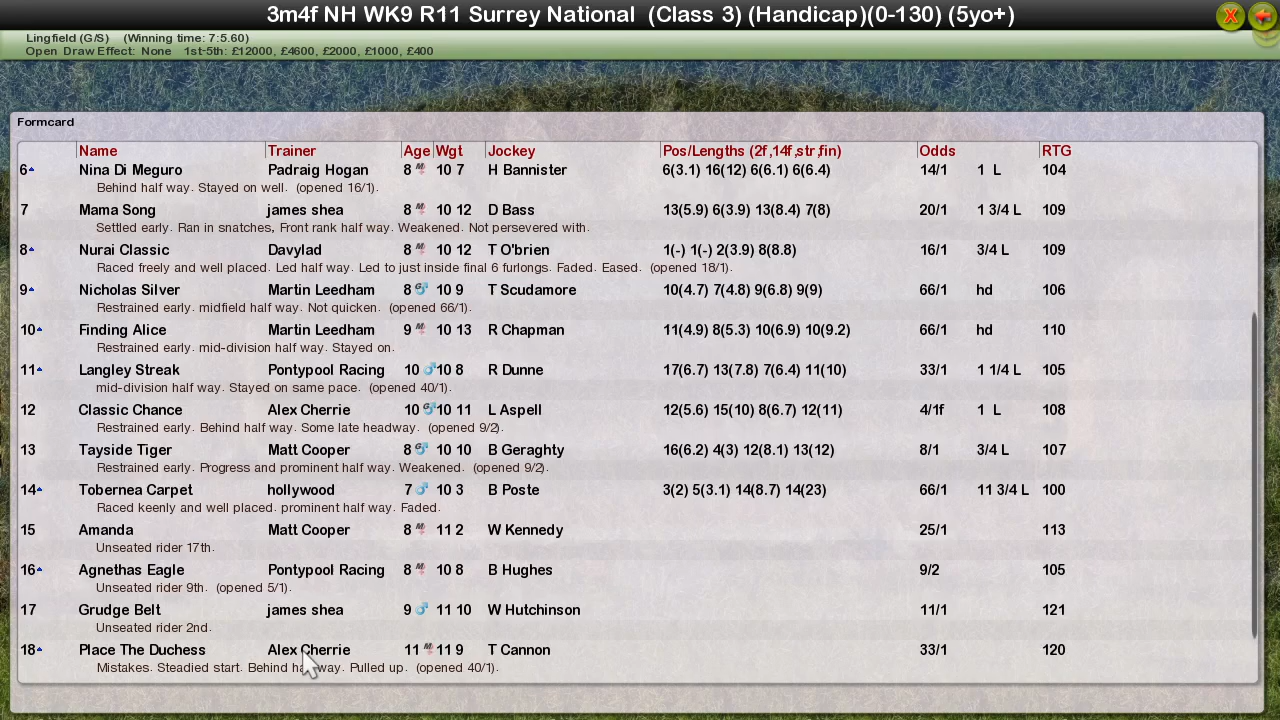 3m4f NH WK9 R11 Surrey National (Class 3) (Handicap)(0-130) (5yo+)
Lingfield (G/S) (Winning time: 7:5.60)
Open Draw Effect: None 1st-5th: £12000, £4600, £2000, £1000, £400
Formcard
Name Trainer Age Wgt Jockey Pos/Lengths (2f,14f,str,fin) Odds RTG
6 Nina Di Meguro Padraig Hogan 8 10 7 H Bannister 6(3.1) 16(12) 6(6.1) 6(6.4) 14/1 1 L 104
Behind half way. Stayed on well. (opened 16/1).
7 Mama Song james shea 8 10 12 D Bass 13(5.9) 6(3.9) 13(8.4) 7(8) 20/1 1 3/4 L 109
Settled early. Ran in snatches, Front rank half way. Weakened. Not persevered with.
8 Nurai Classic Davylad 8 10 12 T O'brien 1(-) 1(-) 2(3.9) 8(8.8) 16/1 3/4 L 109
Raced freely and well placed. Led half way. Led to just inside final 6 furlongs. Faded. Eased. (opened 18/1).
9 Nicholas Silver Martin Leedham 8 10 9 T Scudamore 10(4.7) 7(4.8) 9(6.8) 9(9) 66/1 hd 106
Restrained early. midfield half way. Not quicken. (opened 66/1).
10 Finding Alice Martin Leedham 9 10 13 R Chapman 11(4.9) 8(5.3) 10(6.9) 10(9.2) 66/1 hd 110
Restrained early. mid-division half way. Stayed on.
11 Langley Streak Pontypool Racing 10 10 8 R Dunne 17(6.7) 13(7.8) 7(6.4) 11(10) 33/1 1 1/4 L 105
mid-division half way. Stayed on same pace. (opened 40/1).
12 Classic Chance Alex Cherrie 10 10 11 L Aspell 12(5.6) 15(10) 8(6.7) 12(11) 4/1f 1 L 108
Restrained early. Behind half way. Some late headway. (opened 9/2).
13 Tayside Tiger Matt Cooper 8 10 10 B Geraghty 16(6.2) 4(3) 12(8.1) 13(12) 8/1 3/4 L 107
Restrained early. Progress and prominent half way. Weakened. (opened 9/2).
14 Tobernea Carpet hollywood 7 10 3 B Poste 3(2) 5(3.1) 14(8.7) 14(23) 66/1 11 3/4 L 100
Raced keenly and well placed. prominent half way. Faded.
15 Amanda Matt Cooper 8 11 2 W Kennedy 25/1 113
Unseated rider 17th.
16 Agnethas Eagle Pontypool Racing 8 10 8 B Hughes 9/2 105
Unseated rider 9th. (opened 5/1).
17 Grudge Belt james shea 9 11 10 W Hutchinson 11/1 121
Unseated rider 2nd.
18 Place The Duchess Alex Cherrie 11 11 9 T Cannon 33/1 120
Mistakes. Steadied start. Behind half way. Pulled up. (opened 40/1).